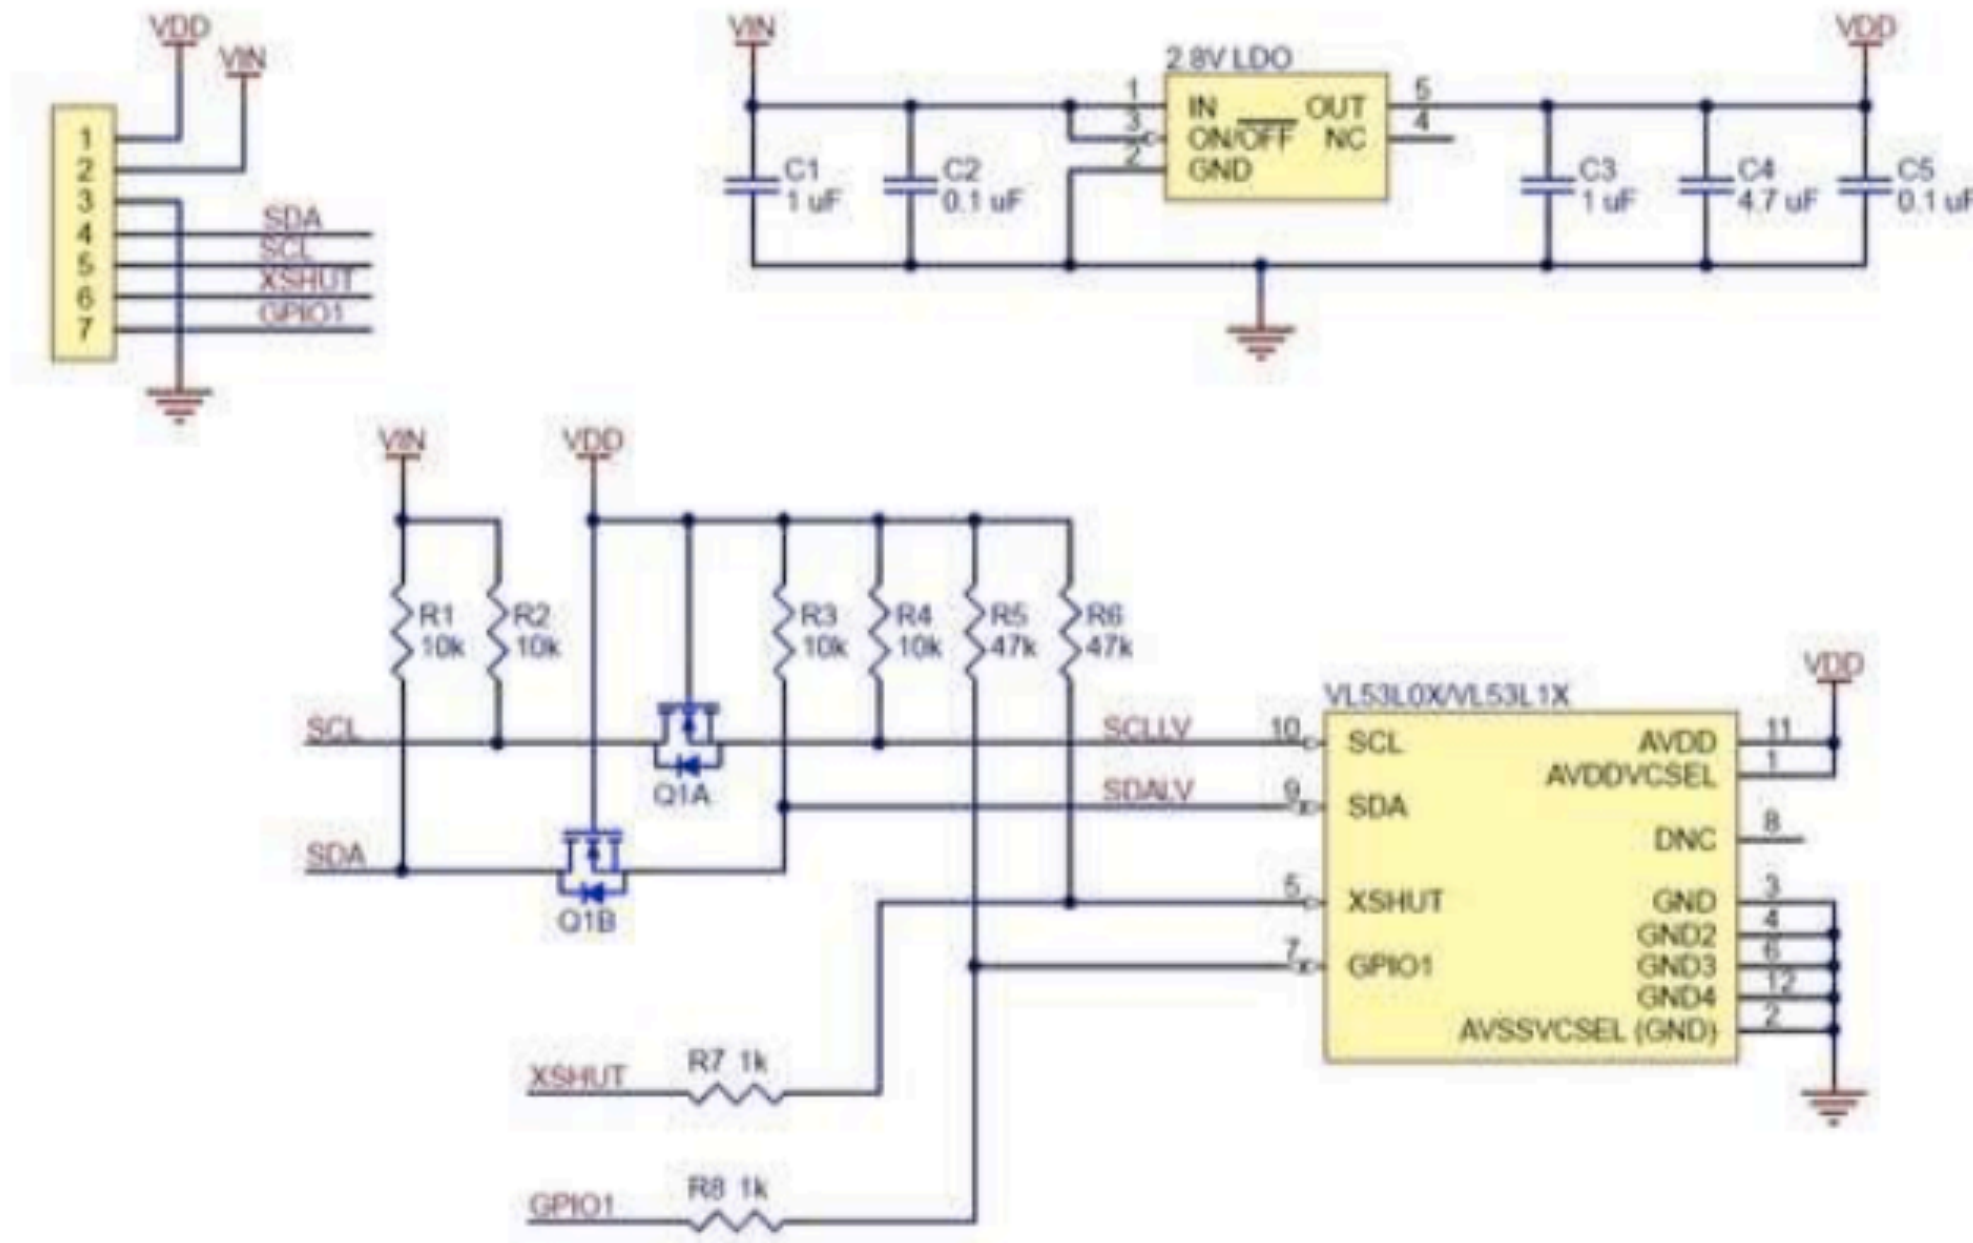 VDD
VIN
1
2
3
4
5
6
7
SDA
SCL
XSHUT
GPIO1
VIN
2.8V LDO
VDD
1
3
2
IN
ON/OFF
GND
OUT
NC
5
4
C1
1 uF
C2
0.1 uF
C3
1 uF
C4
4.7 uF
C5
0.1 uF
VIN
VDD
R1
10k
R2
10k
R3
10k
R4
10k
R5
47k
R6
47k
SCL
Q1A
SDA
Q1B
SCLLV
SDALV
VL53L0X/VL53L1X
VDD
10
9
5
7
SCL
SDA
XSHUT
GPIO1
AVDD
AVDDVCSEL
DNC
GND
GND2
GND3
GND4
AVSSVCSEL (GND)
11
1
8
3
4
6
12
2
XSHUT
R7 1k
GPIO1
R8 1k